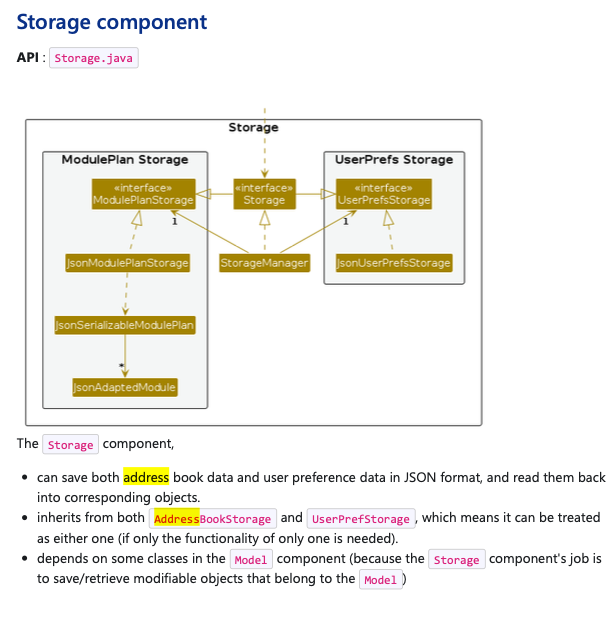 Storage component
API : Storage.java
Storage
ModulePlan Storage
UserPrefs Storage
«interface»
ModulePlanStorage
«interface»
Storage
«interface»
UserPrefsStorage
1
1
JsonModulePlanStorage
StorageManager
JsonUserPrefsStorage
JsonSerializableModulePlan
*
JsonAdaptedModule
The Storage component,
• can save both address book data and user preference data in JSON format, and read them back
into corresponding objects.
• inherits from both AddressBookStorage and UserPrefStorage, which means it can be treated
as either one (if only the functionality of only one is needed).
• depends on some classes in the Model component (because the Storage component's job is
to save/retrieve modifiable objects that belong to the Model)